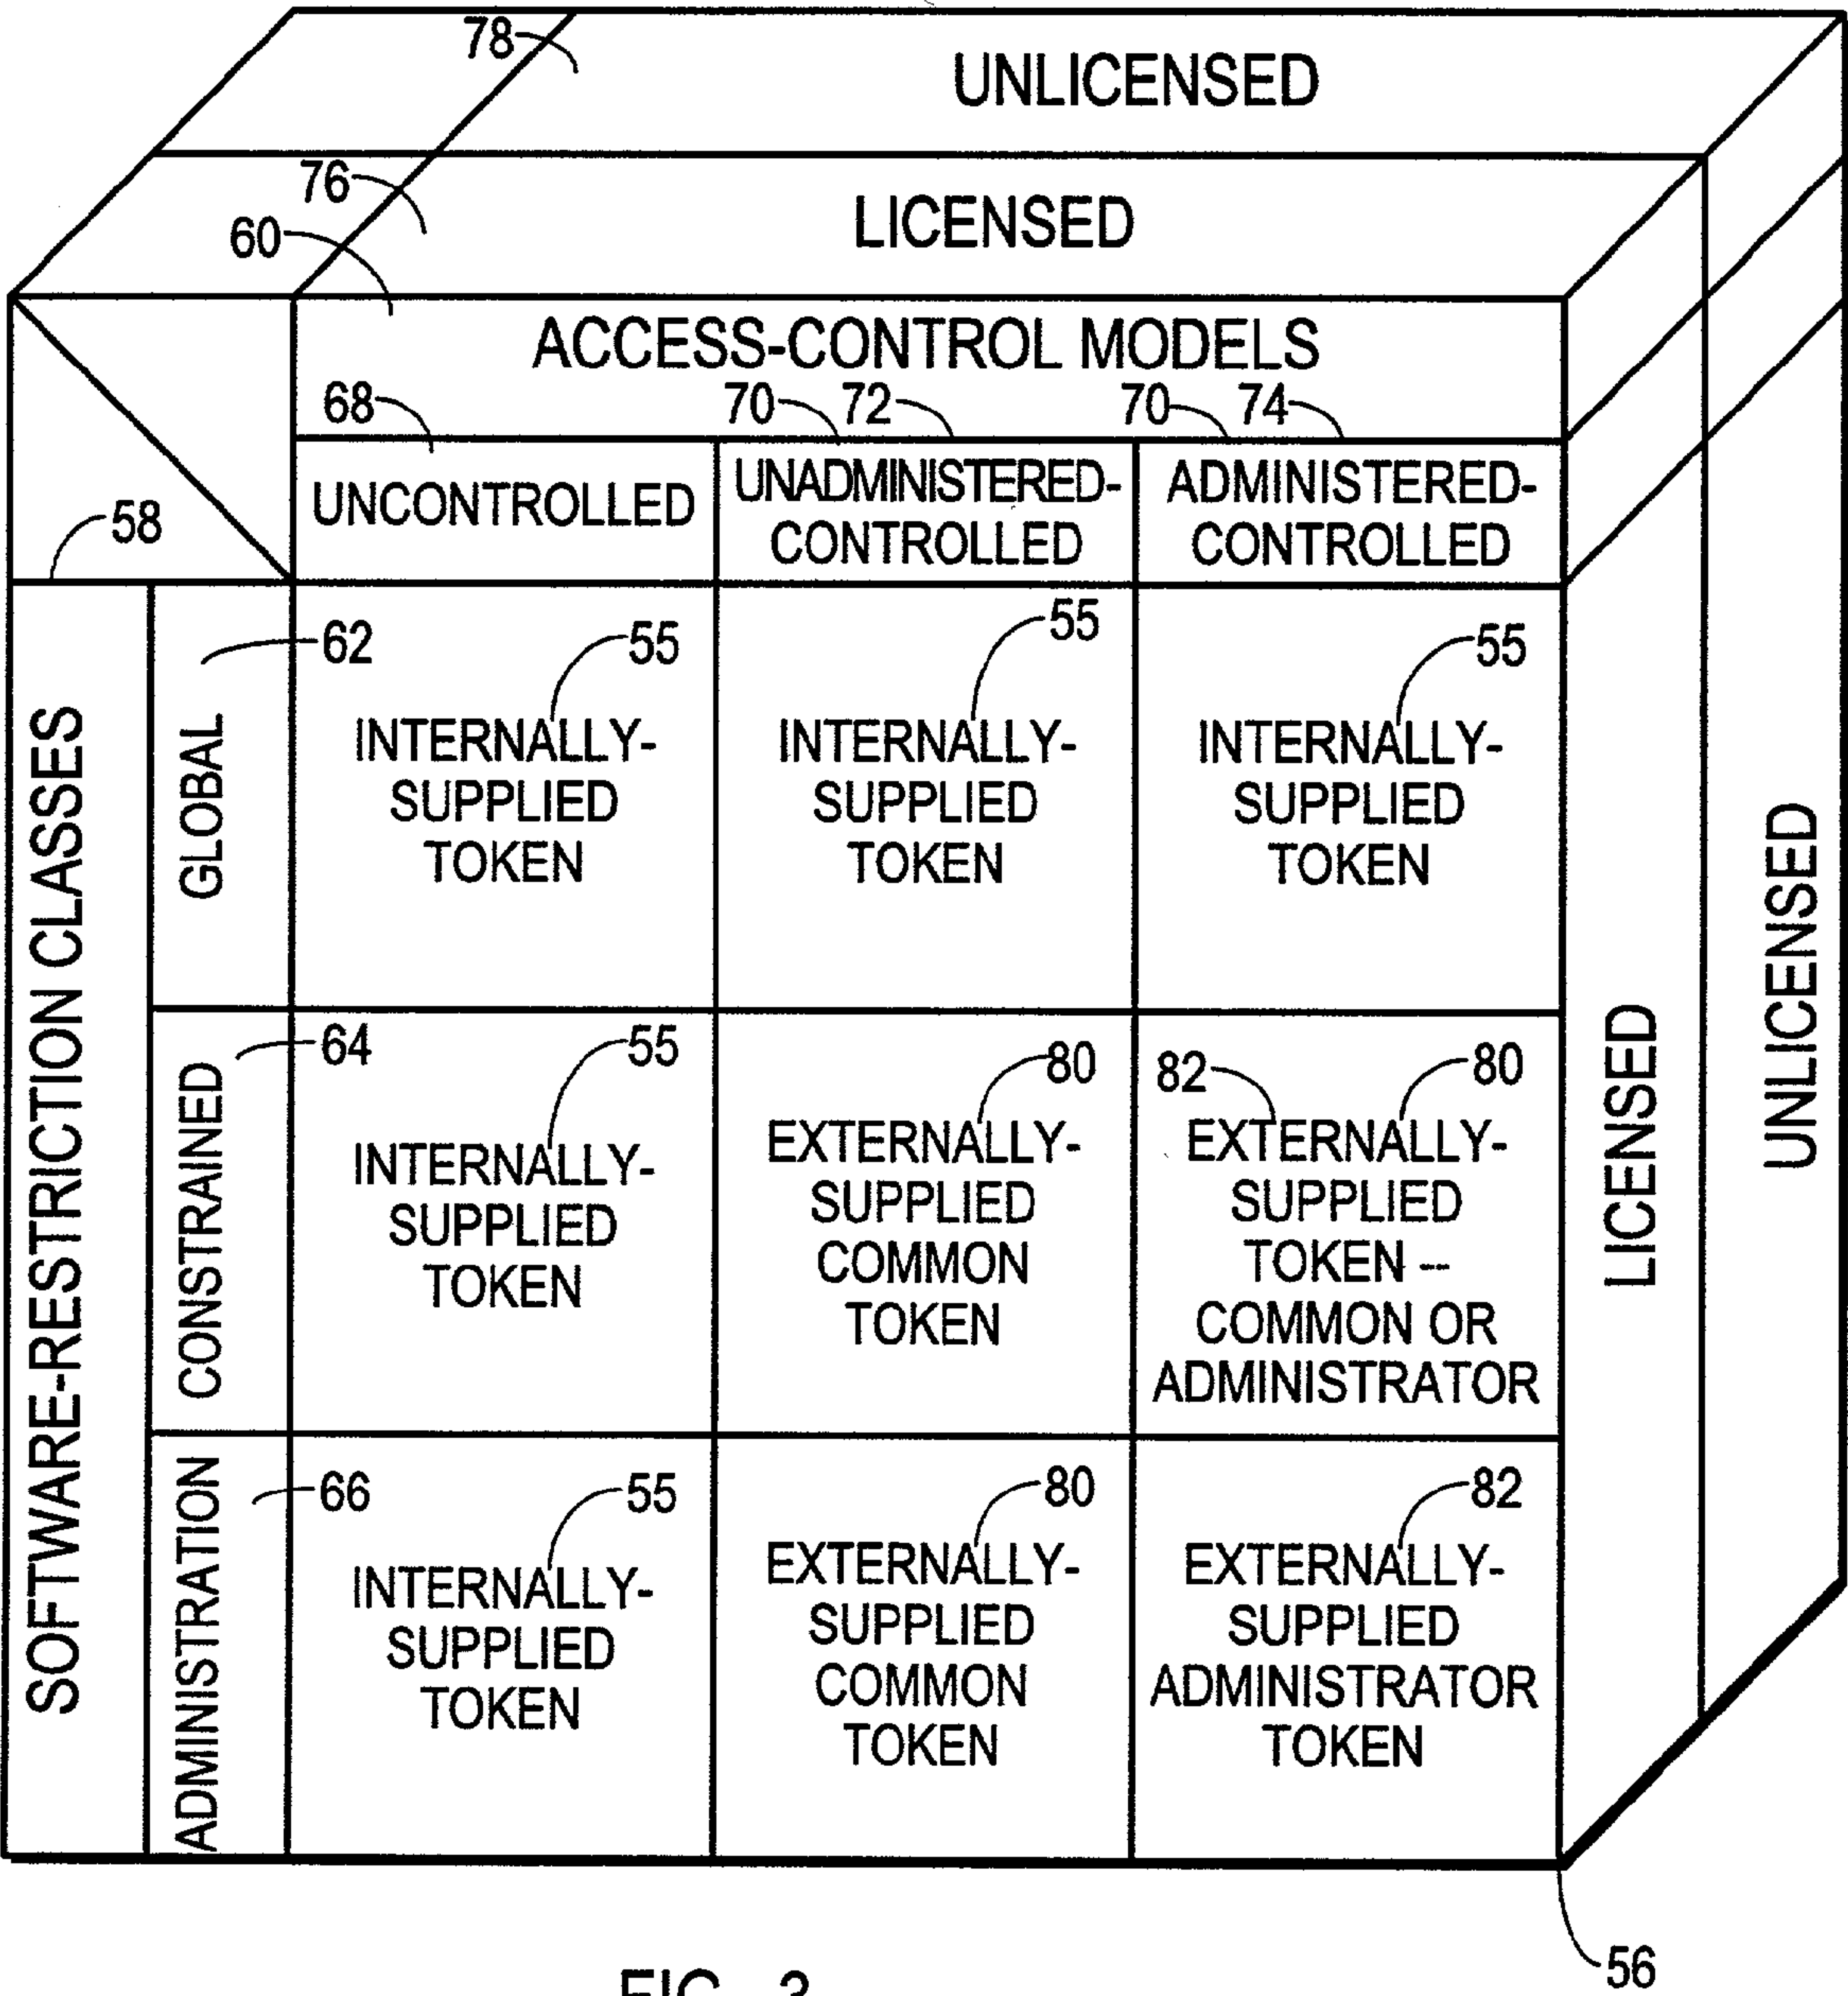 78
UNLICENSED
76
LICENSED
60
ACCESS-CONTROL MODELS
68
70 72
70 74
UNCONTROLLED
UNADMINISTERED-
CONTROLLED
ADMINISTERED-
CONTROLLED
58
SOFTWARE-RESTRICTION CLASSES
GLOBAL
62
55
INTERNALLY-
SUPPLIED
TOKEN
55
INTERNALLY-
SUPPLIED
TOKEN
55
INTERNALLY-
SUPPLIED
TOKEN
CONSTRAINED
64
55
INTERNALLY-
SUPPLIED
TOKEN
80
EXTERNALLY-
SUPPLIED
COMMON
TOKEN
82 80
EXTERNALLY-
SUPPLIED
TOKEN --
COMMON OR
ADMINISTRATOR
ADMINISTRATION
66
55
INTERNALLY-
SUPPLIED
TOKEN
80
EXTERNALLY-
SUPPLIED
COMMON
TOKEN
82
EXTERNALLY-
SUPPLIED
ADMINISTRATOR
TOKEN
LICENSED
UNLICENSED
56
FIG. 3